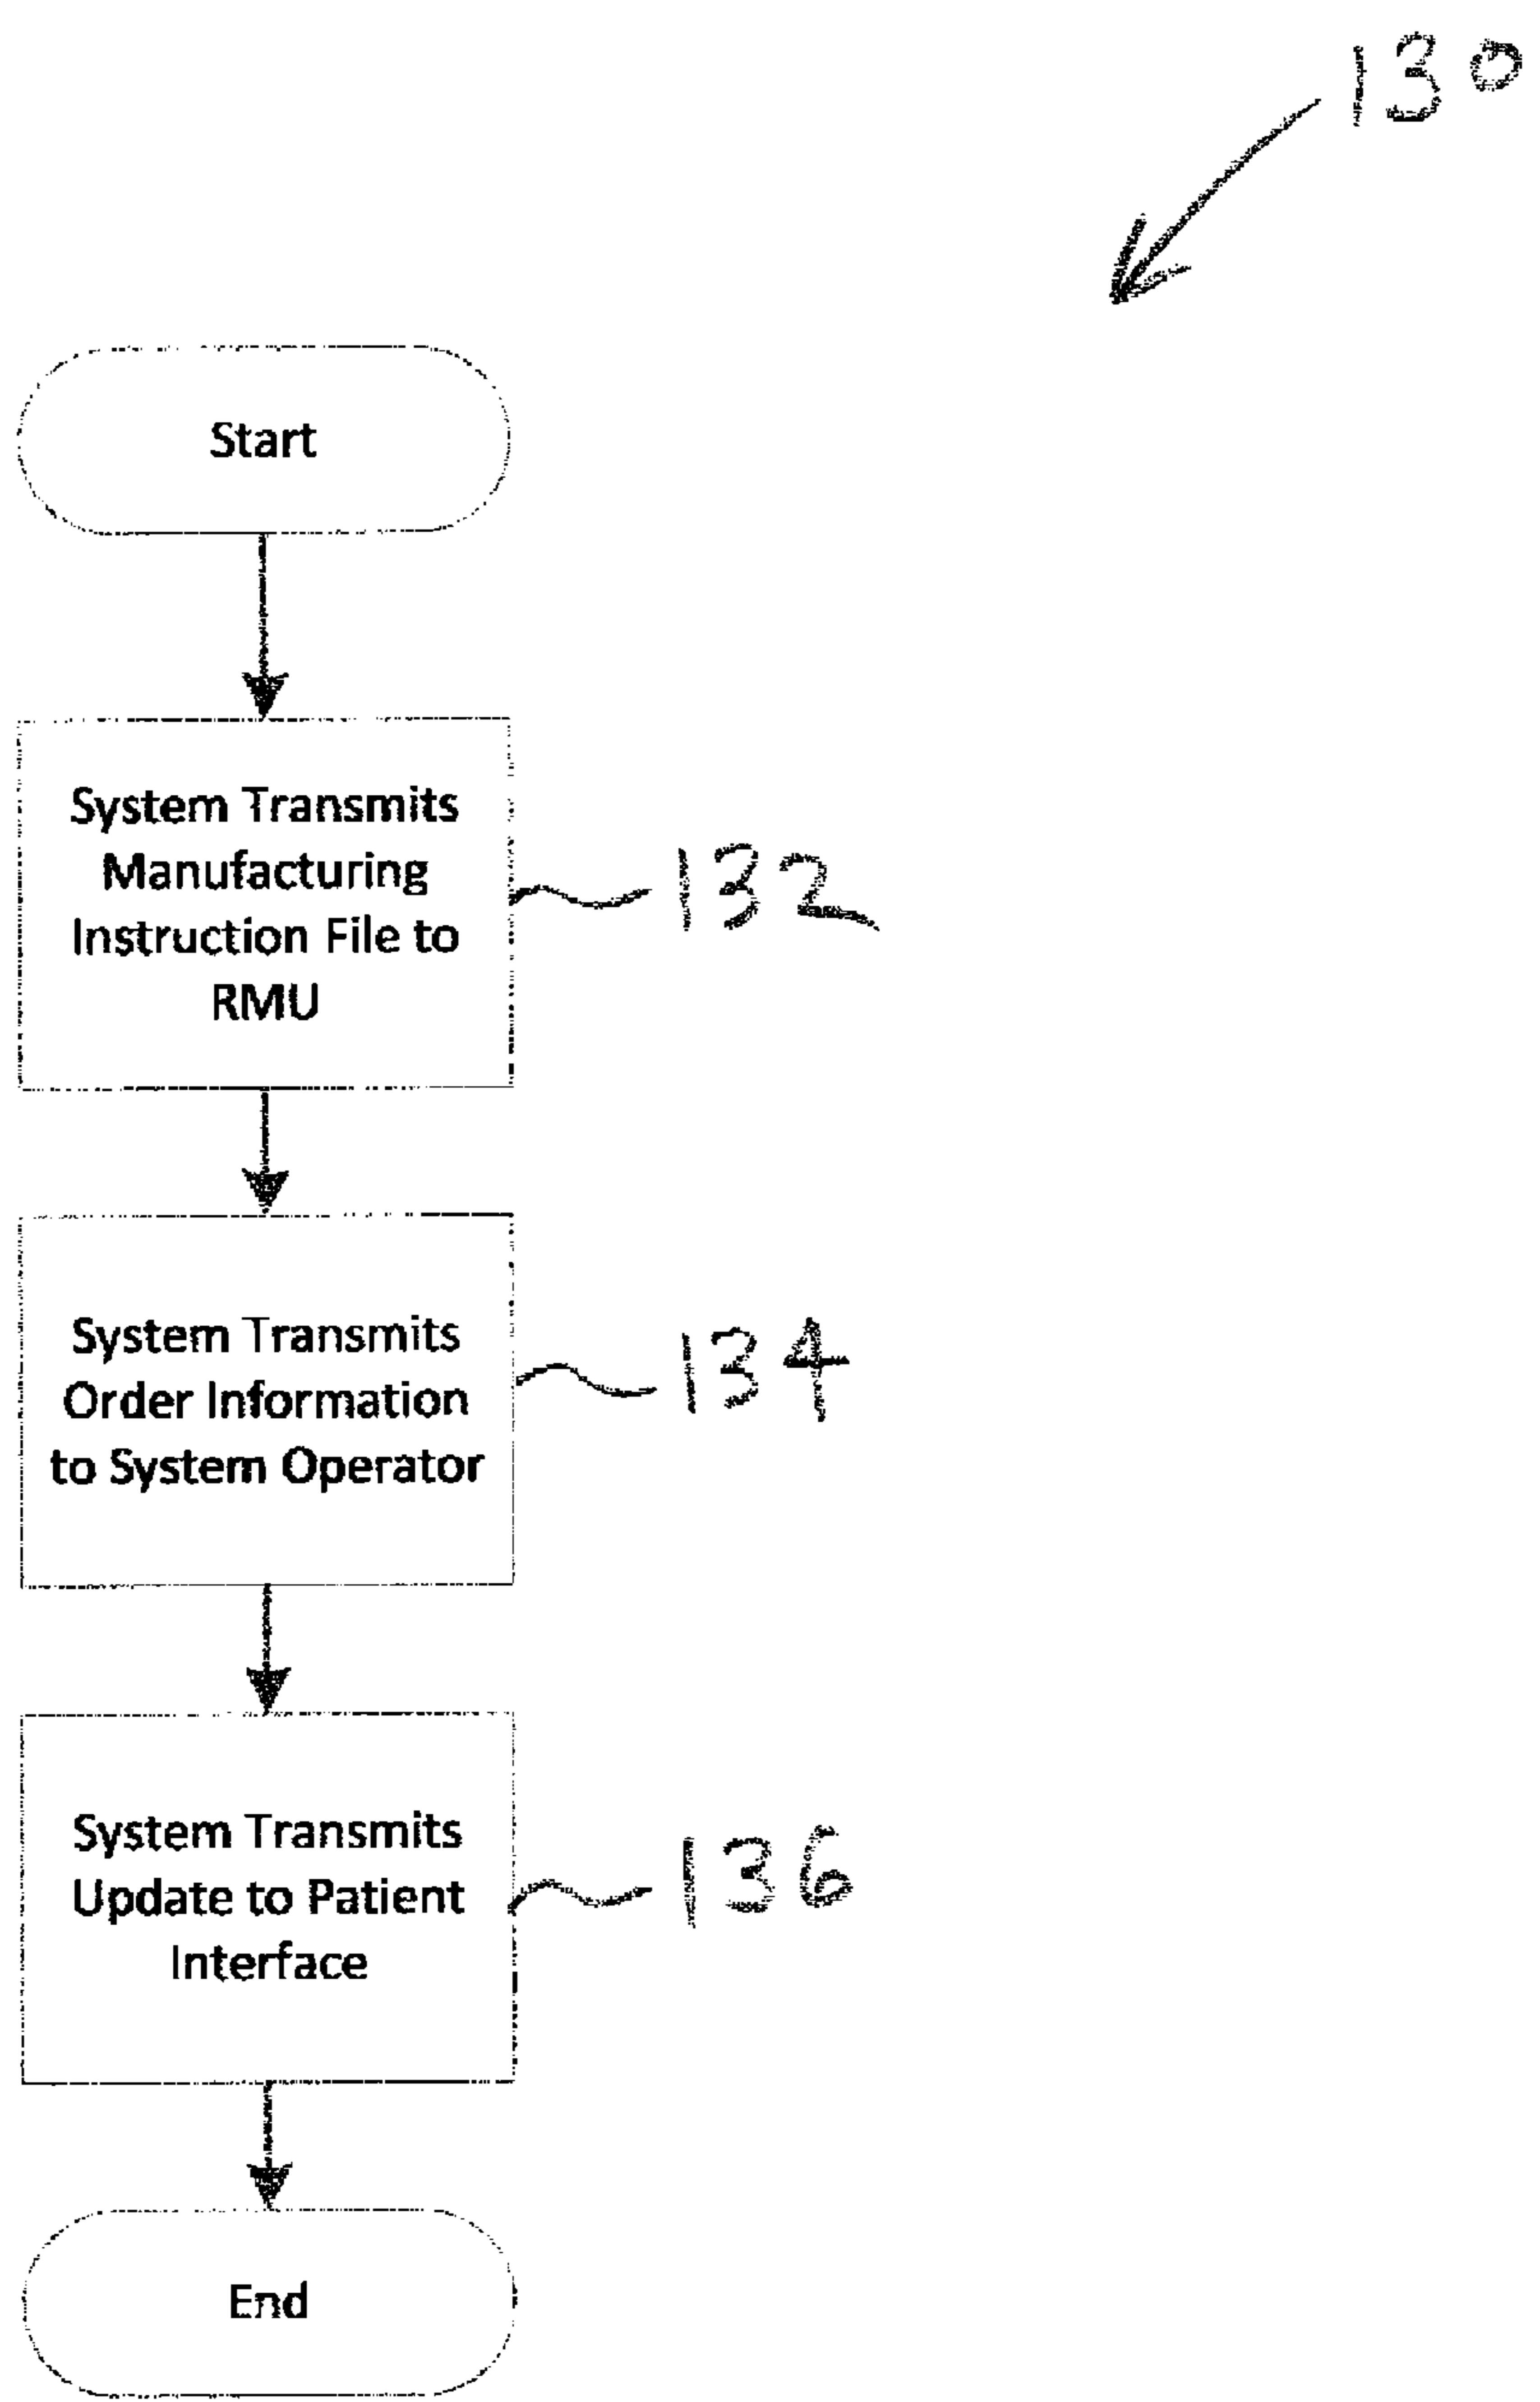 130
Start
System Transmits
Manufacturing
Instruction File to
RMU
132
System Transmits
Order Information
to System Operator
134
System Transmits
Update to Patient
Interface
136
End